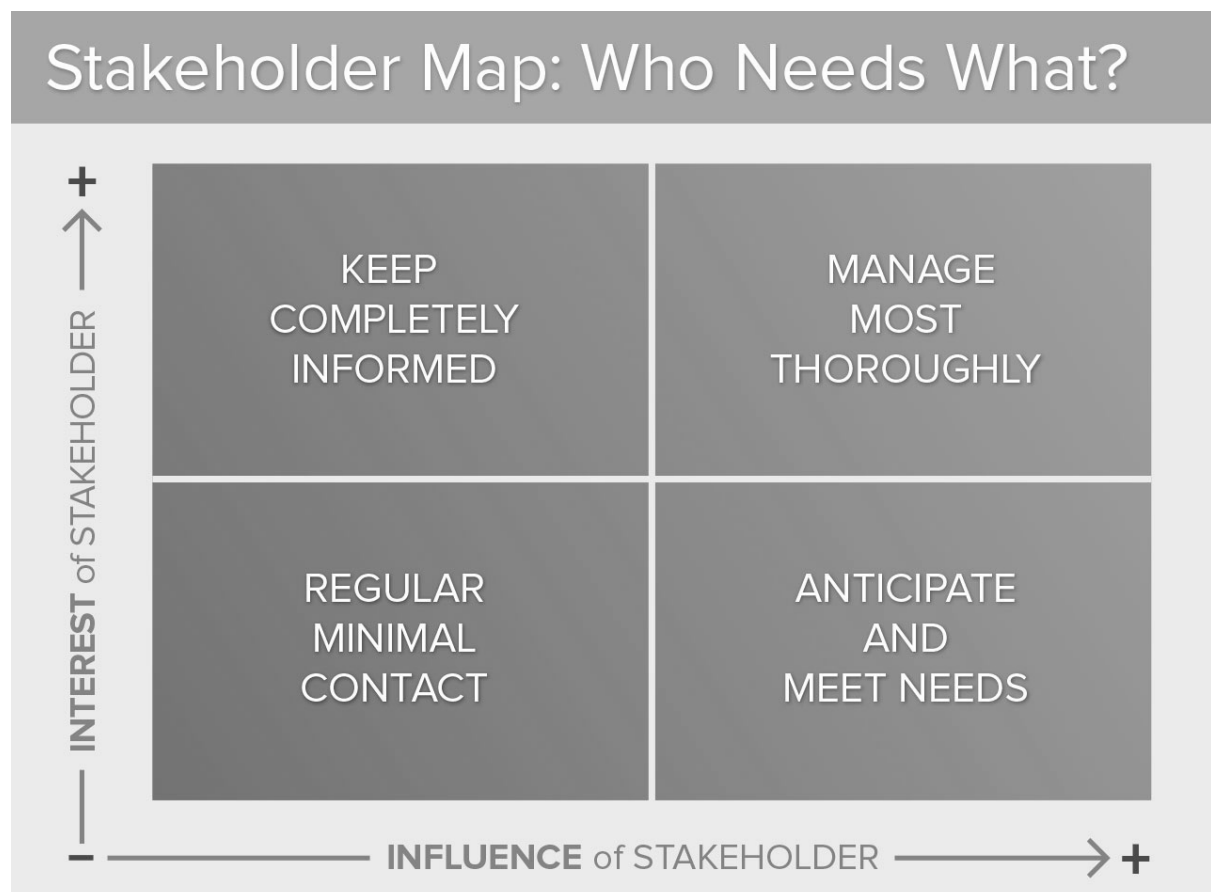 Stakeholder Map: Who Needs What?
+
INTEREST of STAKEHOLDER
KEEP
COMPLETELY
INFORMED
MANAGE
MOST
THOROUGHLY
REGULAR
MINIMAL
CONTACT
ANTICIPATE
AND
MEET NEEDS
−
INFLUENCE of STAKEHOLDER
+